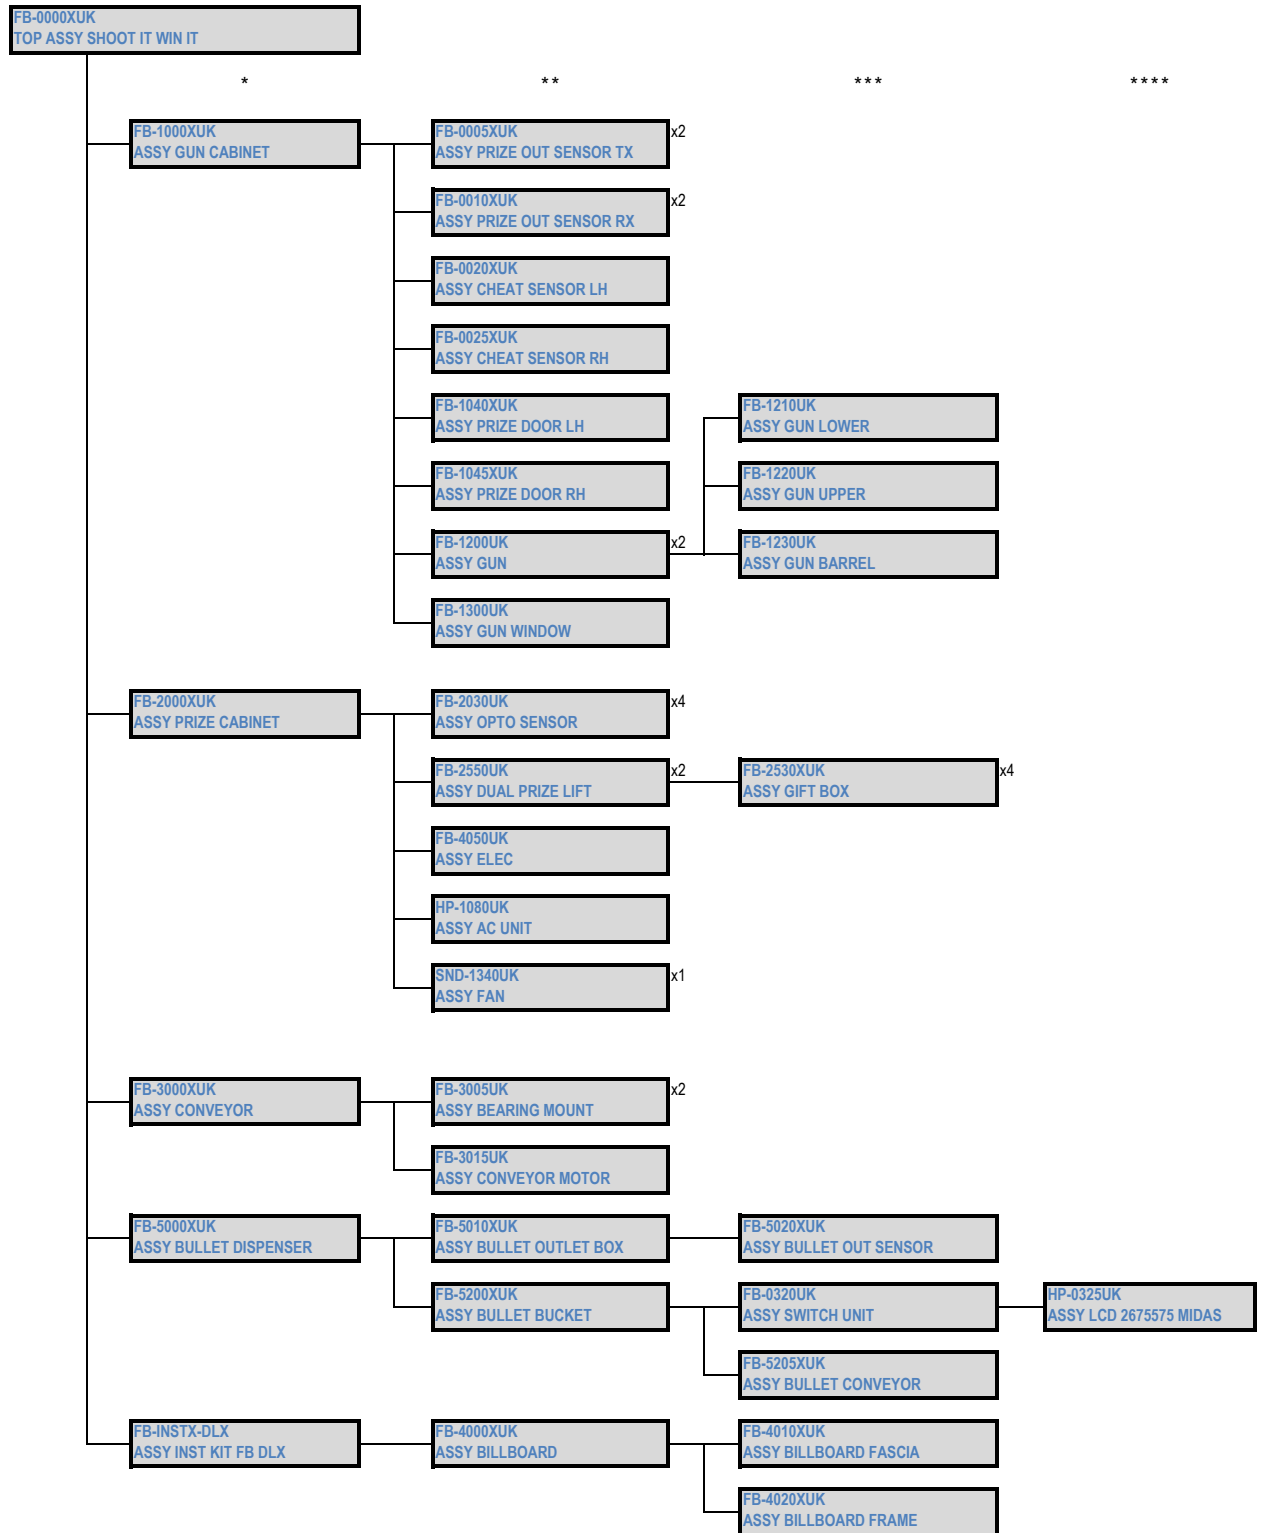 FB-0000XUK
TOP ASSY SHOOT IT WIN IT
* ** *** ****
FB-1000XUK
ASSY GUN CABINET
FB-0005XUK x2
ASSY PRIZE OUT SENSOR TX
FB-0010XUK x2
ASSY PRIZE OUT SENSOR RX
FB-0020XUK
ASSY CHEAT SENSOR LH
FB-0025XUK
ASSY CHEAT SENSOR RH
FB-1040XUK
ASSY PRIZE DOOR LH
FB-1045XUK
ASSY PRIZE DOOR RH
FB-1200UK x2
ASSY GUN
FB-1210UK
ASSY GUN LOWER
FB-1220UK
ASSY GUN UPPER
FB-1230UK
ASSY GUN BARREL
FB-1300UK
ASSY GUN WINDOW
FB-2000XUK
ASSY PRIZE CABINET
FB-2030UK x4
ASSY OPTO SENSOR
FB-2550UK x2
ASSY DUAL PRIZE LIFT
FB-2530XUK x4
ASSY GIFT BOX
FB-4050UK
ASSY ELEC
HP-1080UK
ASSY AC UNIT
SND-1340UK x1
ASSY FAN
FB-3000XUK
ASSY CONVEYOR
FB-3005UK x2
ASSY BEARING MOUNT
FB-3015UK
ASSY CONVEYOR MOTOR
FB-5000XUK
ASSY BULLET DISPENSER
FB-5010XUK
ASSY BULLET OUTLET BOX
FB-5020XUK
ASSY BULLET OUT SENSOR
FB-5200XUK
ASSY BULLET BUCKET
FB-0320UK
ASSY SWITCH UNIT
HP-0325UK
ASSY LCD 2675575 MIDAS
FB-5205XUK
ASSY BULLET CONVEYOR
FB-INSTX-DLX
ASSY INST KIT FB DLX
FB-4000XUK
ASSY BILLBOARD
FB-4010XUK
ASSY BILLBOARD FASCIA
FB-4020XUK
ASSY BILLBOARD FRAME